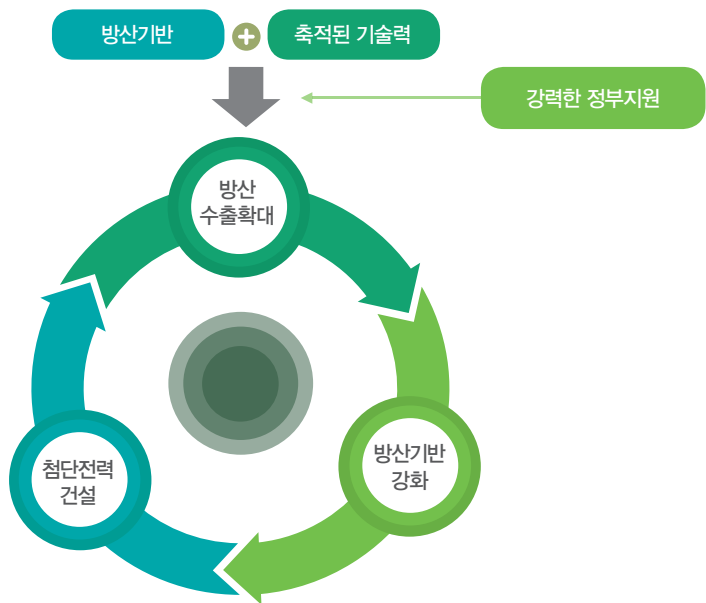 방산기반
+
축적된 기술력
강력한 정부지원
방산
수출확대
방산기반
강화
첨단전력
건설